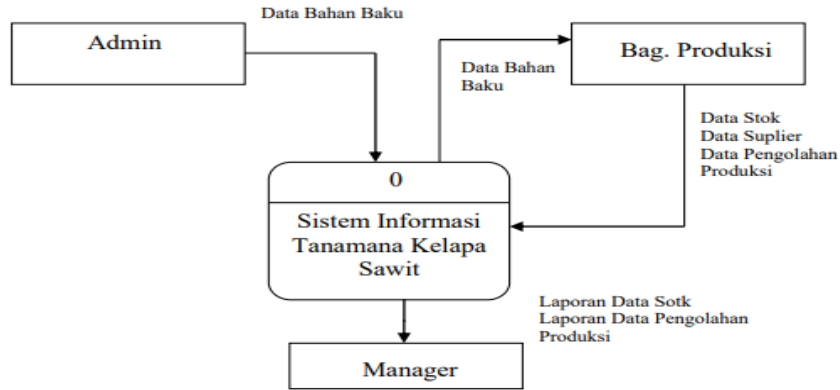 Data Bahan Baku
Admin
Bag. Produksi
Data Bahan
Baku
Data Stok
Data Suplier
Data Pengolahan
Produksi
0
Sistem Informasi
Tanamana Kelapa
Sawit
Laporan Data Sotk
Laporan Data Pengolahan
Produksi
Manager